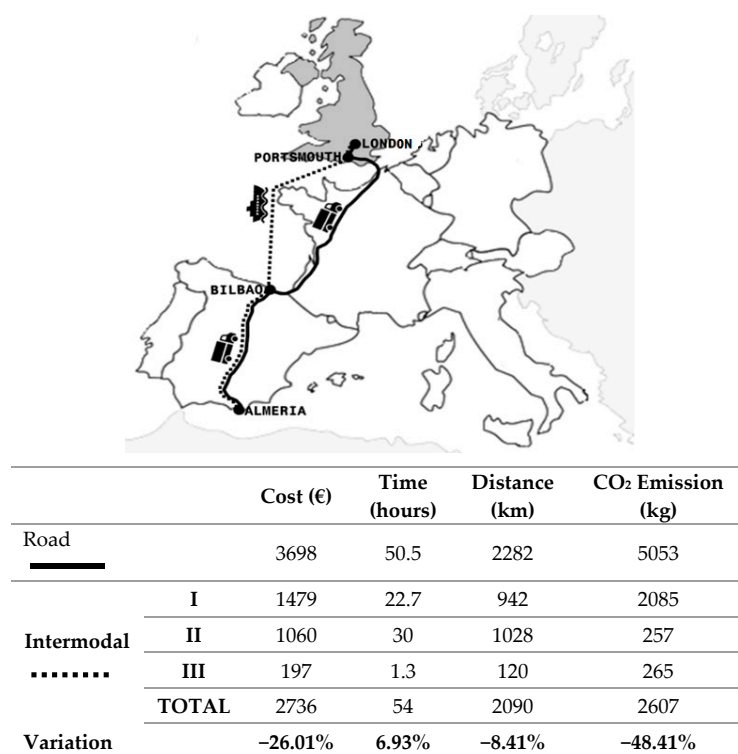 LONDON
PORTSMOUTH
BILBAO
ALMERIA
Cost (€) Time (hours) Distance (km) CO₂ Emission (kg)
Road 3698 50.5 2282 5053
I 1479 22.7 942 2085
Intermodal II 1060 30 1028 257
III 197 1.3 120 265
TOTAL 2736 54 2090 2607
Variation −26.01% 6.93% −8.41% −48.41%